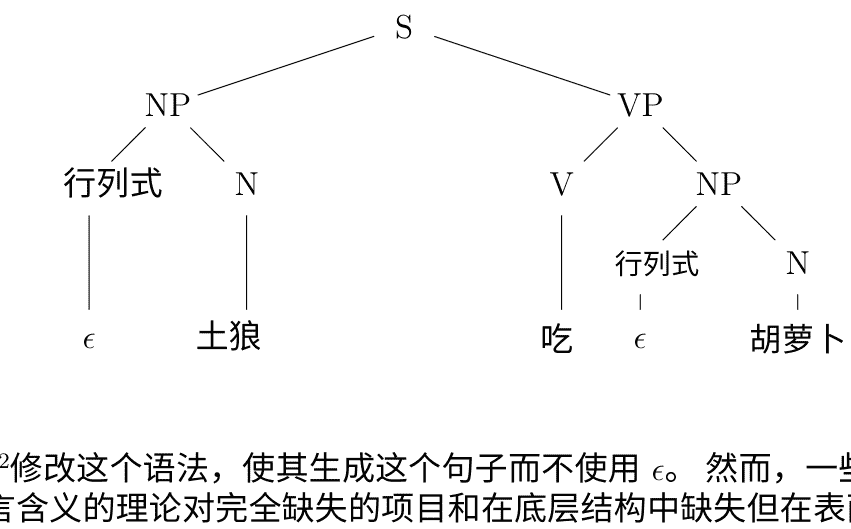 S
NP VP
行列式 N V NP
行列式 N
ϵ 土狼 吃 ϵ 胡萝卜
²修改这个语法，使其生成这个句子而不使用 ϵ。 然而，一些
言含义的理论对完全缺失的项目和在底层结构中缺失但在表面